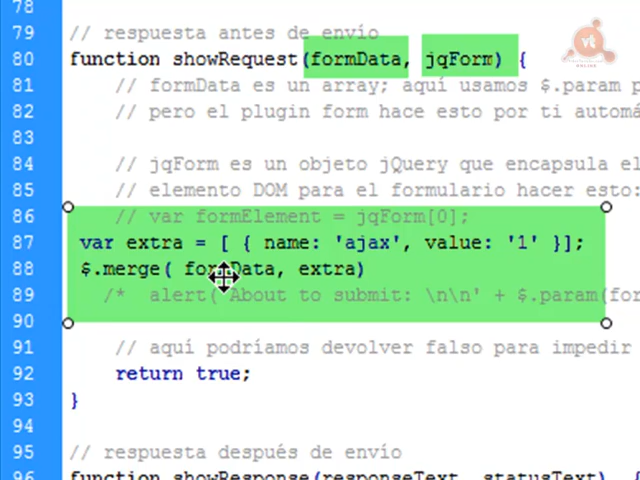 78
79 // respuesta antes de envío
80 function showRequest(formData, jqForm) {
81 // formData es un array; aquí usamos $.param p
82 // pero el plugin form hace esto por ti automá
83
84 // jqForm es un objeto jQuery que encapsula el
85 // elemento DOM para el formulario hacer esto:
86 // var formElement = jqForm[0];
87 var extra = [ { name: 'ajax', value: '1' }];
88 $.merge( formData, extra)
89 /* alert('About to submit: \n\n' + $.param(for
90
91 // aquí podríamos devolver falso para impedir
92 return true;
93 }
94
95 // respuesta después de envío
96 function showResponse(responseText, statusText) {
vt
ONLINE